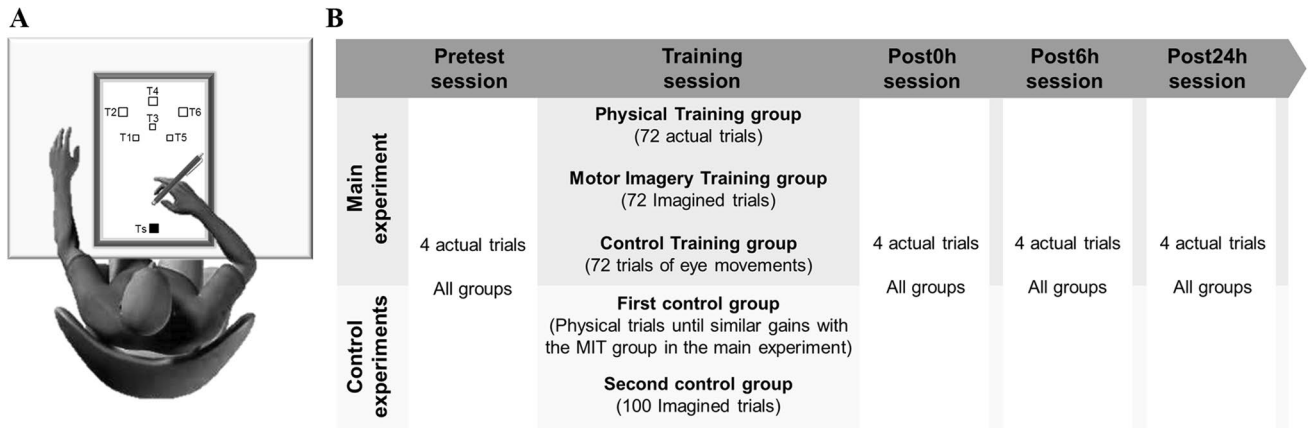 A
T4
T2
T6
T3
T1
T5
Ts
B
Pretest session
Training session
Post0h session
Post6h session
Post24h session
Main experiment
4 actual trials
All groups
Physical Training group
(72 actual trials)
Motor Imagery Training group
(72 Imagined trials)
Control Training group
(72 trials of eye movements)
4 actual trials
All groups
4 actual trials
All groups
4 actual trials
All groups
Control experiments
First control group
(Physical trials until similar gains with
the MIT group in the main experiment)
Second control group
(100 Imagined trials)